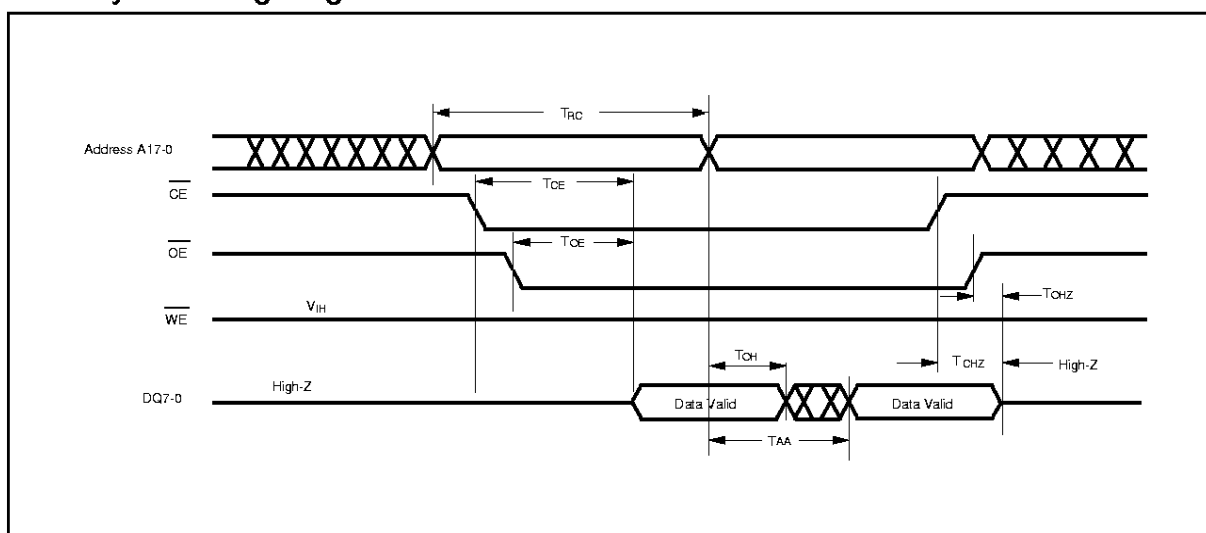 TRC
Address A17-0
TCE
CE
TOE
OE
TOHZ
VIH
WE
TOH
TCHZ
High-Z
High-Z
DQ7-0
Data Valid
Data Valid
TAA